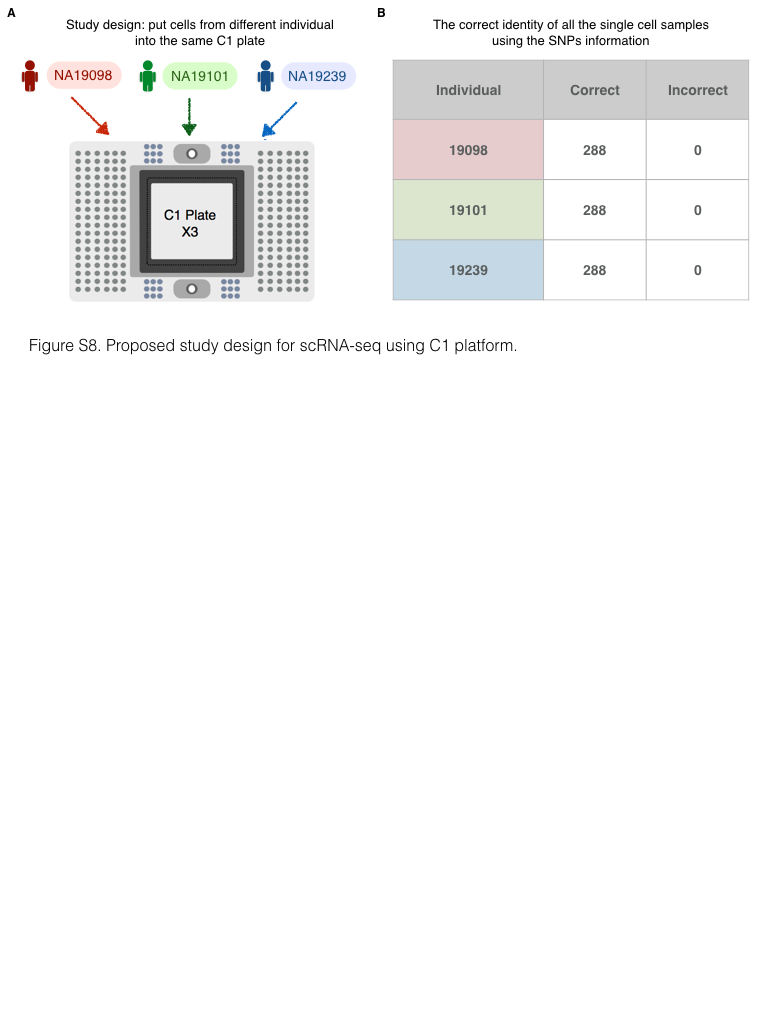 A
Study design: put cells from different individual
into the same C1 plate
NA19098
NA19101
NA19239
C1 Plate
X3
B
The correct identity of all the single cell samples
using the SNPs information
Individual Correct Incorrect
19098 288 0
19101 288 0
19239 288 0
Figure S8. Proposed study design for scRNA-seq using C1 platform.